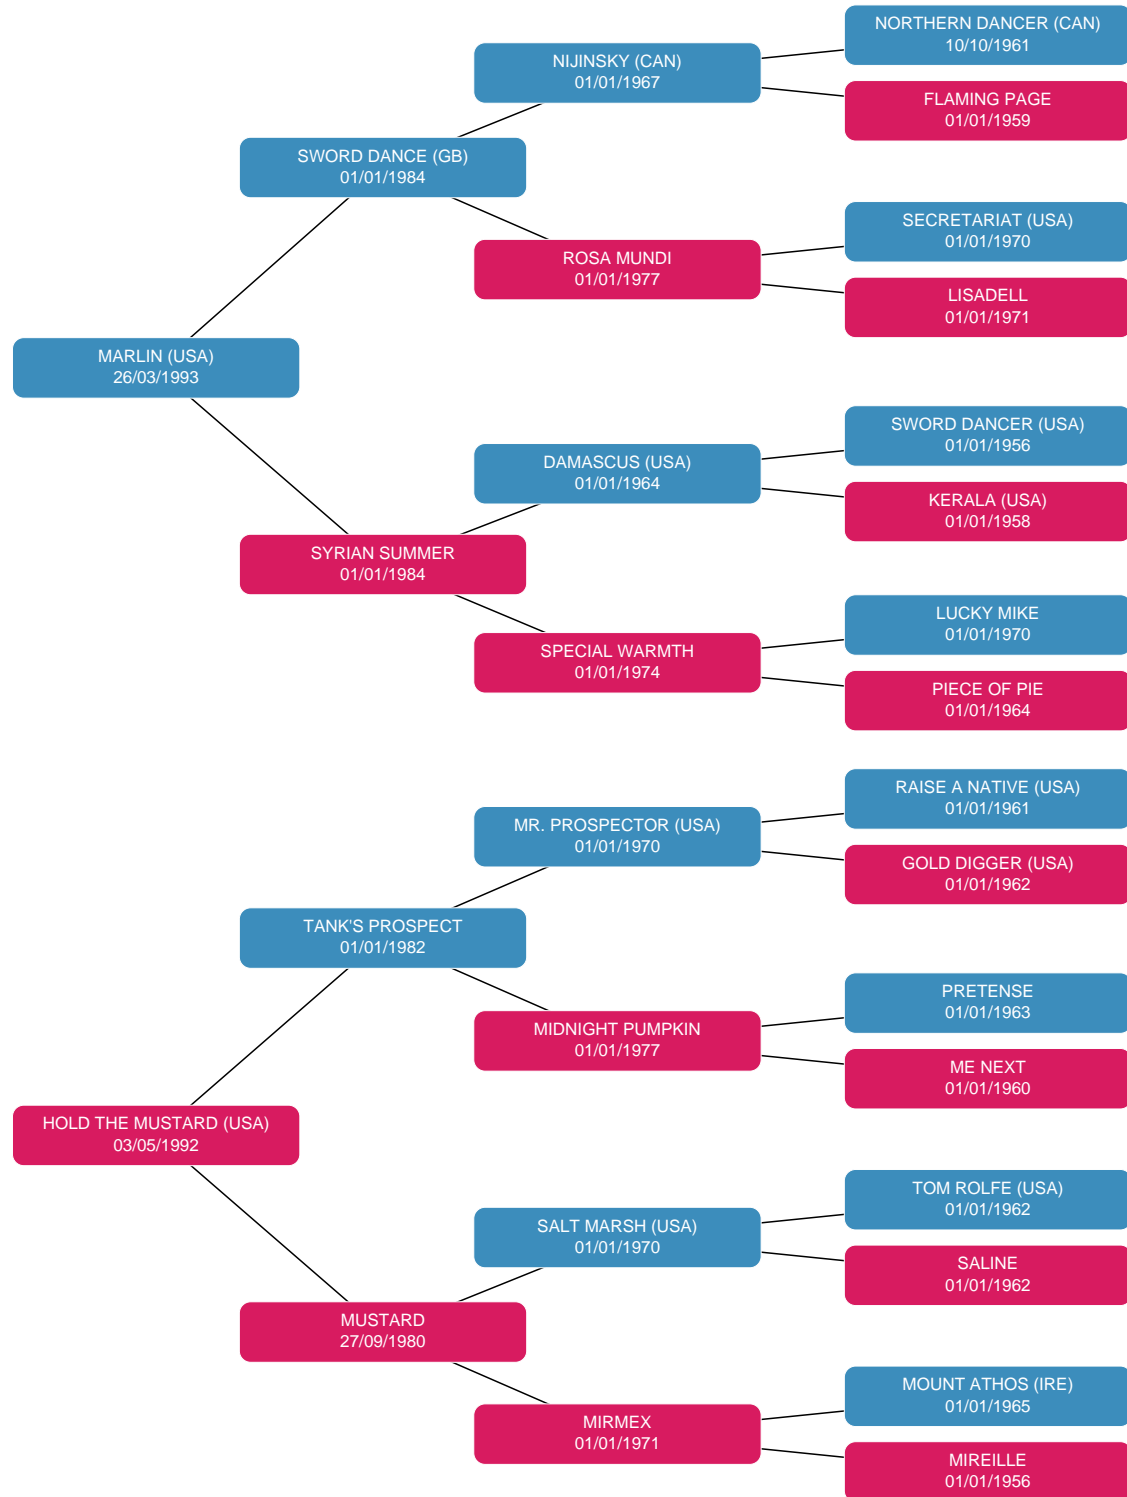 NORTHERN DANCER (CAN)
10/10/1961
NIJINSKY (CAN)
01/01/1967
FLAMING PAGE
01/01/1959
SWORD DANCE (GB)
01/01/1984
SECRETARIAT (USA)
01/01/1970
ROSA MUNDI
01/01/1977
LISADELL
01/01/1971
MARLIN (USA)
26/03/1993
SWORD DANCER (USA)
01/01/1956
DAMASCUS (USA)
01/01/1964
KERALA (USA)
01/01/1958
SYRIAN SUMMER
01/01/1984
LUCKY MIKE
01/01/1970
SPECIAL WARMTH
01/01/1974
PIECE OF PIE
01/01/1964
RAISE A NATIVE (USA)
01/01/1961
MR. PROSPECTOR (USA)
01/01/1970
GOLD DIGGER (USA)
01/01/1962
TANK'S PROSPECT
01/01/1982
PRETENSE
01/01/1963
MIDNIGHT PUMPKIN
01/01/1977
ME NEXT
01/01/1960
HOLD THE MUSTARD (USA)
03/05/1992
TOM ROLFE (USA)
01/01/1962
SALT MARSH (USA)
01/01/1970
SALINE
01/01/1962
MUSTARD
27/09/1980
MOUNT ATHOS (IRE)
01/01/1965
MIRMEX
01/01/1971
MIREILLE
01/01/1956